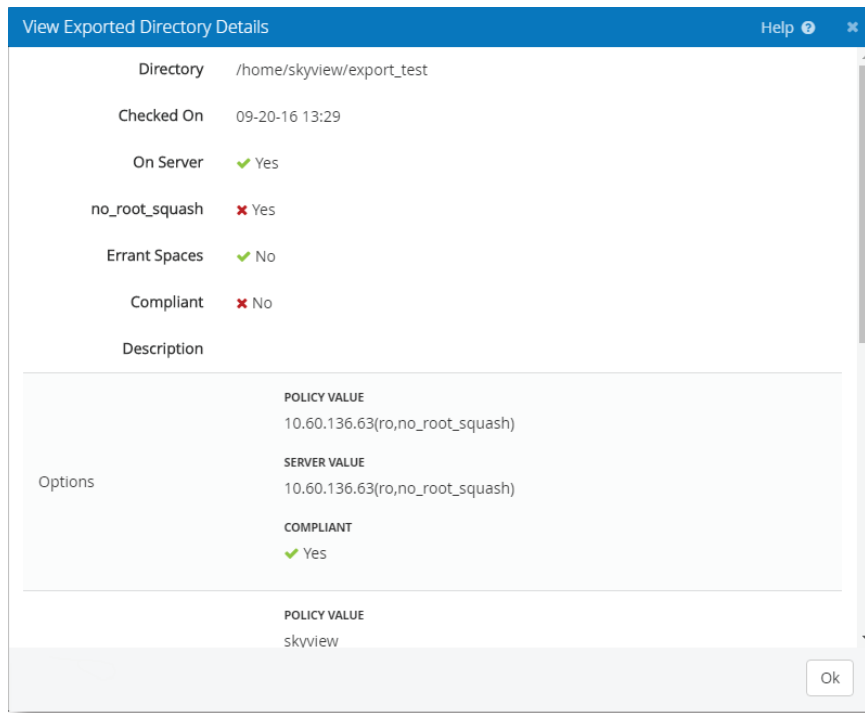 View Exported Directory Details Help
Directory /home/skyview/export_test
Checked On 09-20-16 13:29
On Server Yes
no_root_squash Yes
Errant Spaces No
Compliant No
Description
POLICY VALUE
10.60.136.63(ro,no_root_squash)
SERVER VALUE
Options
10.60.136.63(ro,no_root_squash)
COMPLIANT
Yes
POLICY VALUE
skyview
Ok